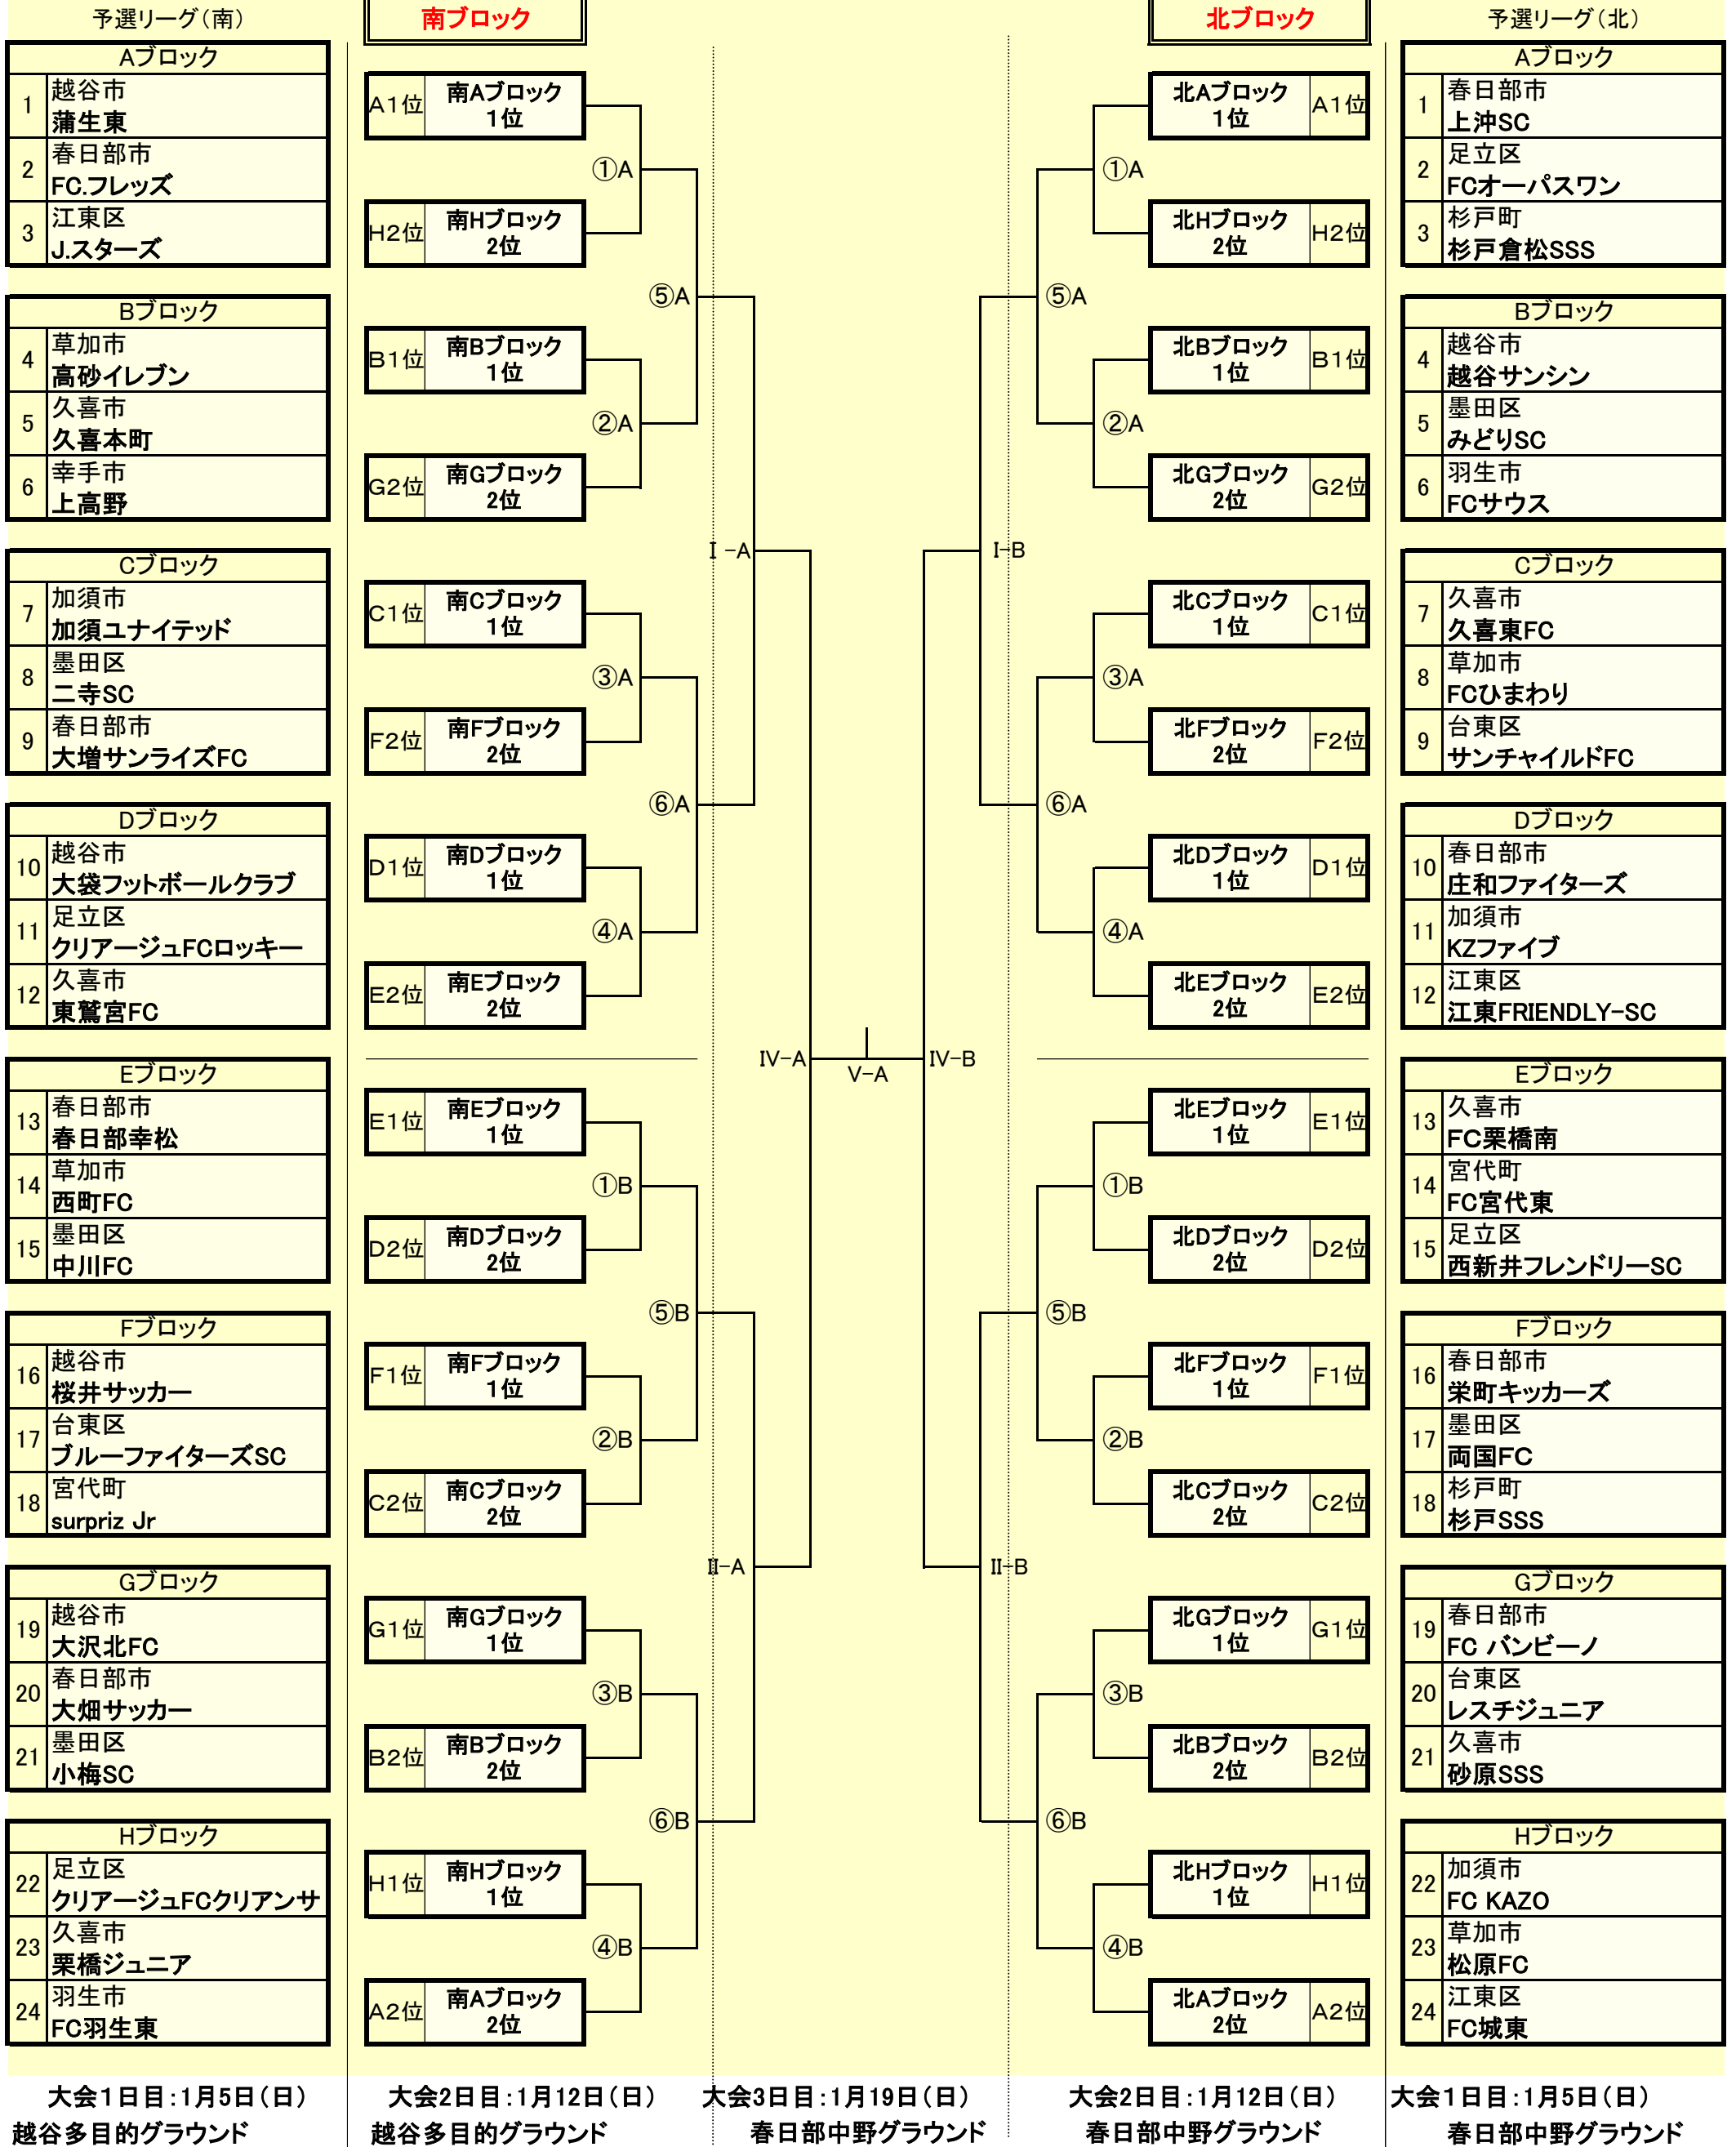 予選リーグ（南）
Aブロック
1
越谷市
蒲生東
2
春日部市
FC.フレッズ
3
江東区
J.スターズ
Bブロック
4
草加市
高砂イレブン
5
久喜市
久喜本町
6
幸手市
上高野
Cブロック
7
加須市
加須ユナイテッド
8
墨田区
二寺SC
9
春日部市
大増サンライズFC
Dブロック
10
越谷市
大袋フットボールクラブ
11
足立区
クリアージュFCロッキー
12
久喜市
東鷲宮FC
Eブロック
13
春日部市
春日部幸松
14
草加市
西町FC
15
墨田区
中川FC
Fブロック
16
越谷市
桜井サッカー
17
台東区
ブルーファイターズSC
18
宮代町
surpriz Jr
Gブロック
19
越谷市
大沢北FC
20
春日部市
大畑サッカー
21
墨田区
小梅SC
Hブロック
22
足立区
クリアージュFCクリアンサ
23
久喜市
栗橋ジュニア
24
羽生市
FC羽生東
大会１日目：1月5日（日）
越谷多目的グラウンド
南ブロック
A1位 南Aブロック
1位
①A
H2位 南Hブロック
2位
⑤A
B1位 南Bブロック
1位
②A
G2位 南Gブロック
2位
I-A
C1位 南Cブロック
1位
③A
F2位 南Fブロック
2位
⑥A
D1位 南Dブロック
1位
④A
E2位 南Eブロック
2位
IV-A
V-A
IV-B
E1位 南Eブロック
1位
①B
D2位 南Dブロック
2位
⑤B
F1位 南Fブロック
1位
②B
C2位 南Cブロック
2位
II-A
G1位 南Gブロック
1位
③B
B2位 南Bブロック
2位
⑥B
H1位 南Hブロック
1位
④B
A2位 南Aブロック
2位
大会2日目：1月12日（日）
越谷多目的グラウンド
大会3日目：1月19日（日）
春日部中野グラウンド
北ブロック
北Aブロック A1位
1位
①A
北Hブロック H2位
2位
⑤A
北Bブロック B1位
1位
②A
北Gブロック G2位
2位
I-B
北Cブロック C1位
1位
③A
北Fブロック F2位
2位
⑥A
北Dブロック D1位
1位
④A
北Eブロック E2位
2位
北Eブロック E1位
1位
①B
北Dブロック D2位
2位
⑤B
北Fブロック F1位
1位
②B
北Cブロック C2位
2位
II-B
北Gブロック G1位
1位
③B
北Bブロック B2位
2位
⑥B
北Hブロック H1位
1位
④B
北Aブロック A2位
2位
大会2日目：1月12日（日）
春日部中野グラウンド
予選リーグ（北）
Aブロック
1
春日部市
上沖SC
2
足立区
FCオーパスワン
3
杉戸町
杉戸倉松SSS
Bブロック
4
越谷市
越谷サンシン
5
墨田区
みどりSC
6
羽生市
FCサウス
Cブロック
7
久喜市
久喜東FC
8
草加市
FCひまわり
9
台東区
サンチャイルドFC
Dブロック
10
春日部市
庄和ファイターズ
11
加須市
KZファイブ
12
江東区
江東FRIENDLY-SC
Eブロック
13
久喜市
FC栗橋南
14
宮代町
FC宮代東
15
足立区
西新井フレンドリーSC
Fブロック
16
春日部市
栄町キッカーズ
17
墨田区
両国FC
18
杉戸町
杉戸SSS
Gブロック
19
春日部市
FC バンビーノ
20
台東区
レスチジュニア
21
久喜市
砂原SSS
Hブロック
22
加須市
FC KAZO
23
草加市
松原FC
24
江東区
FC城東
大会１日目：1月5日（日）
春日部中野グラウンド